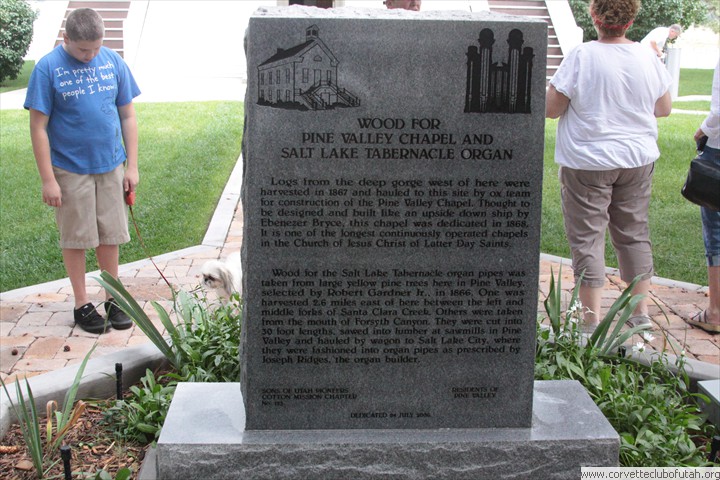 I'm pretty much
one of the best
people I know
WOOD FOR
PINE VALLEY CHAPEL AND
SALT LAKE TABERNACLE ORGAN
Logs from the deep gorge west of here were
harvested in 1867 and hauled to this site by ox team
for construction of the Pine Valley Chapel. Thought to
be designed and built like an upside down ship by
Ebenezer Bryce, this chapel was dedicated in 1868.
It is one of the longest continuously operated chapels
in the Church of Jesus Christ of Latter Day Saints.
Wood for the Salt Lake Tabernacle organ pipes was
taken from large yellow pine trees here in Pine Valley,
selected by Robert Gardner Jr., in 1866. One was
harvested 2.6 miles east of here between the left and
middle forks of Santa Clara Creek. Others were taken
from the mouth of Forsyth Canyon. They were cut into
30 foot lengths, sawed into lumber at sawmills in Pine
Valley and hauled by wagon to Salt Lake City, where
they were fashioned into organ pipes as prescribed by
Joseph Ridges, the organ builder.
SONS OF UTAH PIONEERS
COTTON MISSION CHAPTER
No.
RESIDENTS OF
PINE VALLEY
DEDICATED 24 JULY 2006
www.corvetteclubofutah.org